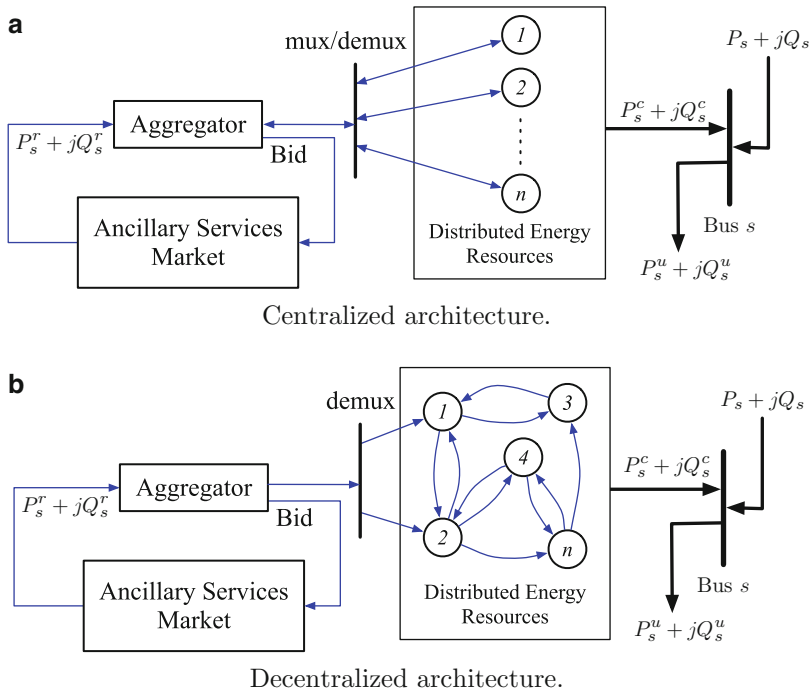 a
mux/demux
1
2
n
Aggregator
Bid
Ancillary Services
Market
Distributed Energy
Resources
$P_s^r + jQ_s^r$
$P_s^c + jQ_s^c$
$P_s + jQ_s$
Bus s
$P_s^u + jQ_s^u$
Centralized architecture.
b
demux
1
3
4
2
n
Aggregator
Bid
Ancillary Services
Market
Distributed Energy
Resources
$P_s^r + jQ_s^r$
$P_s^c + jQ_s^c$
$P_s + jQ_s$
Bus s
$P_s^u + jQ_s^u$
Decentralized architecture.